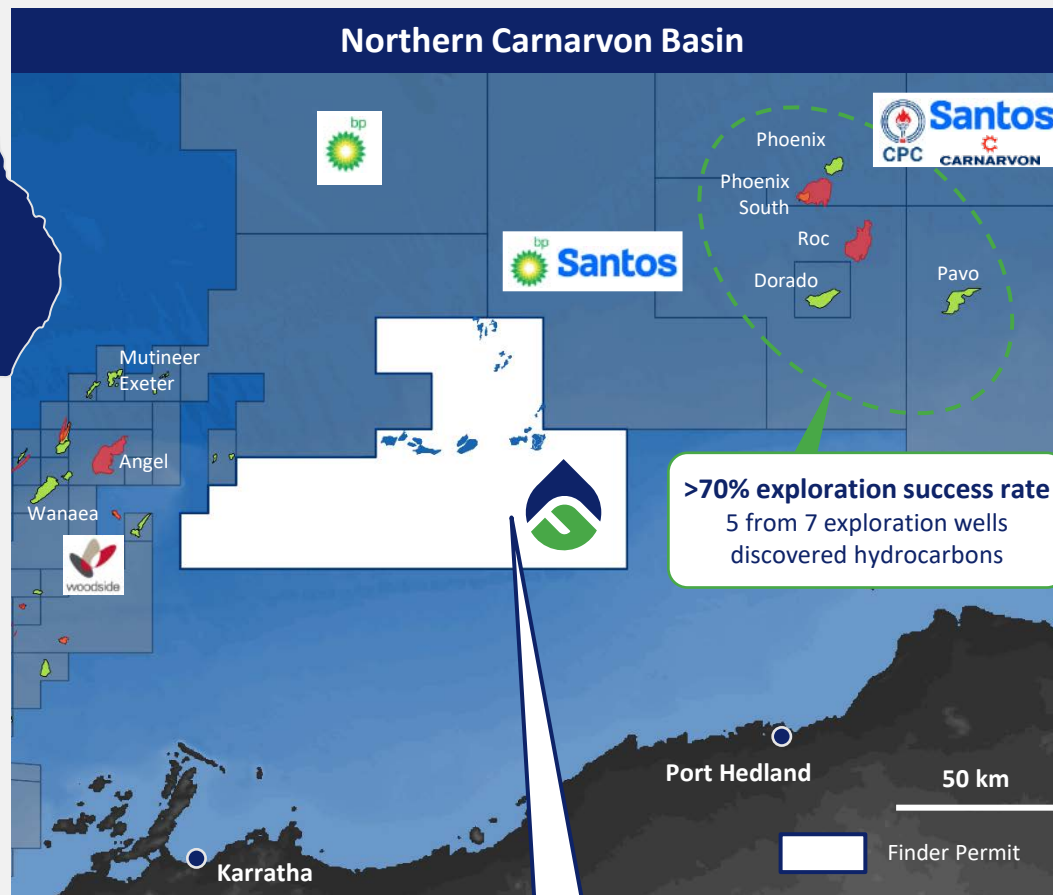 Northern Carnarvon Basin
bp
Phoenix
CPC
Santos
CARNARVON
Phoenix
South
bp
Santos
Roc
Dorado
Pavo
Mutineer
Exeter
Angel
Wanaea
woodside
>70% exploration success rate
5 from 7 exploration wells
discovered hydrocarbons
Port Hedland
50 km
Karratha
Finder Permit